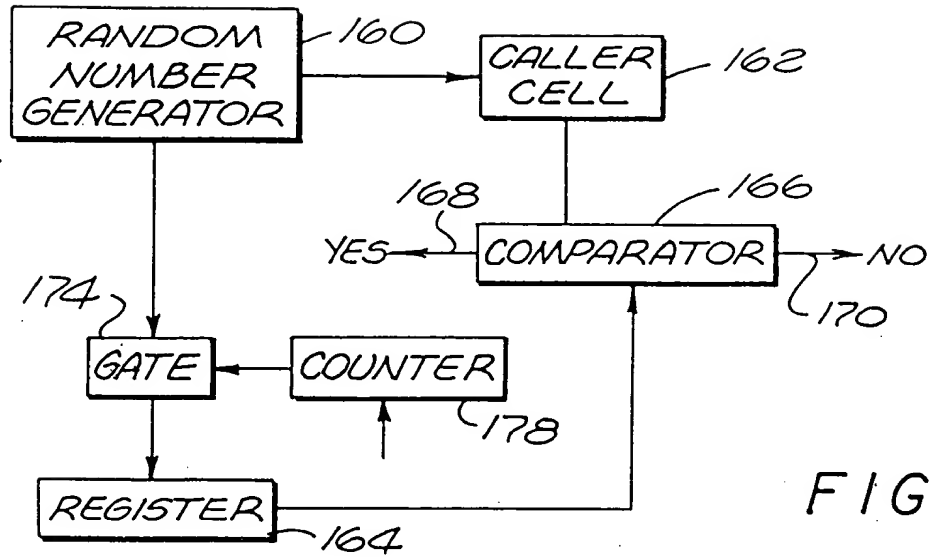 RANDOM
NUMBER
GENERATOR
160
CALLER
CELL
162
166
168
YES
COMPARATOR
NO
170
174
GATE
COUNTER
178
REGISTER
164
FIG